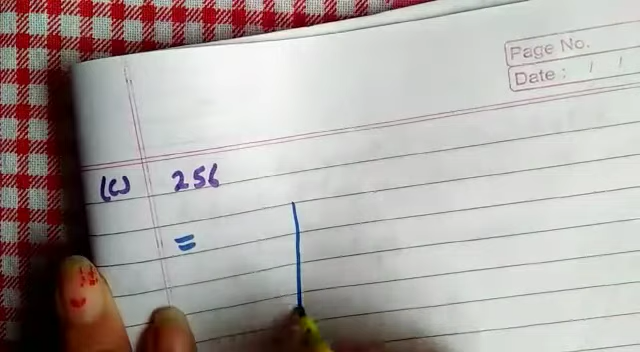 Page No.
Date : / /
(c) 256
=